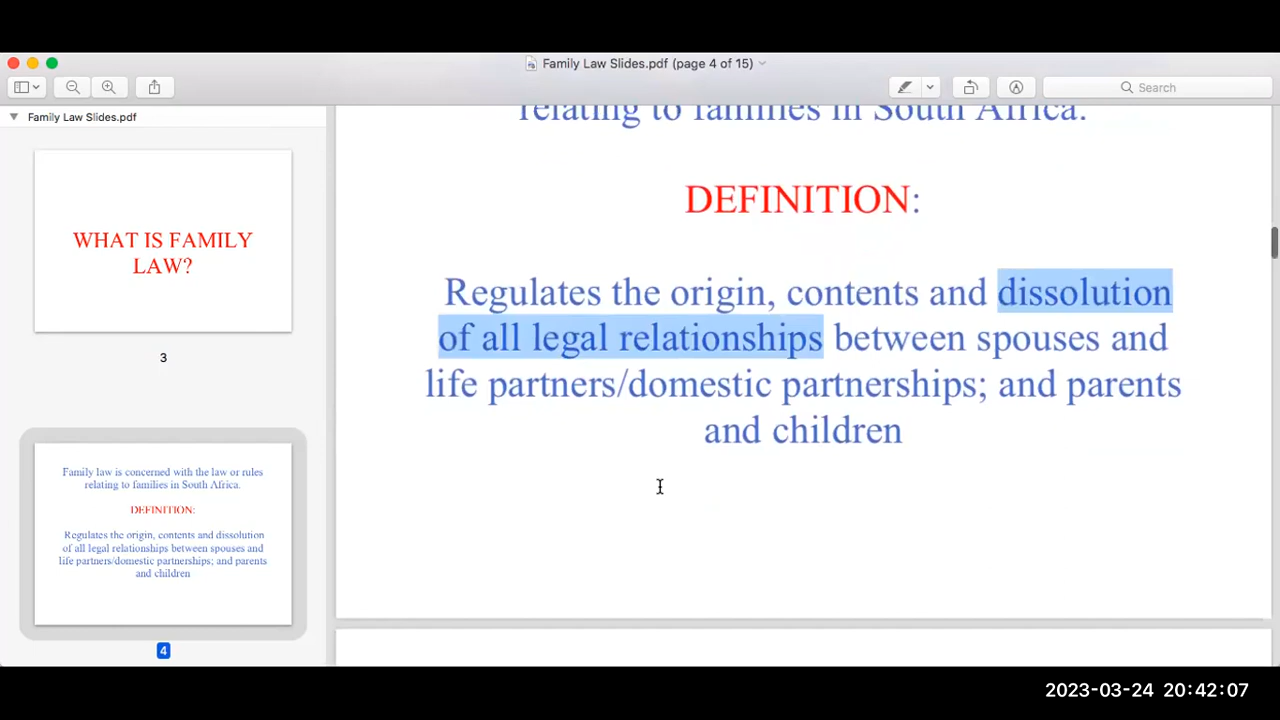 Family Law Slides.pdf (page 4 of 15)
Search
Family Law Slides.pdf
WHAT IS FAMILY
LAW?
3
Family law is concerned with the law or rules
relating to families in South Africa.
DEFINITION:
Regulates the origin, contents and dissolution
of all legal relationships between spouses and
life partners/domestic partnerships; and parents
and children
4
relating to families in South Africa.
DEFINITION:
Regulates the origin, contents and dissolution
of all legal relationships between spouses and
life partners/domestic partnerships; and parents
and children
2023-03-24 20:42:07